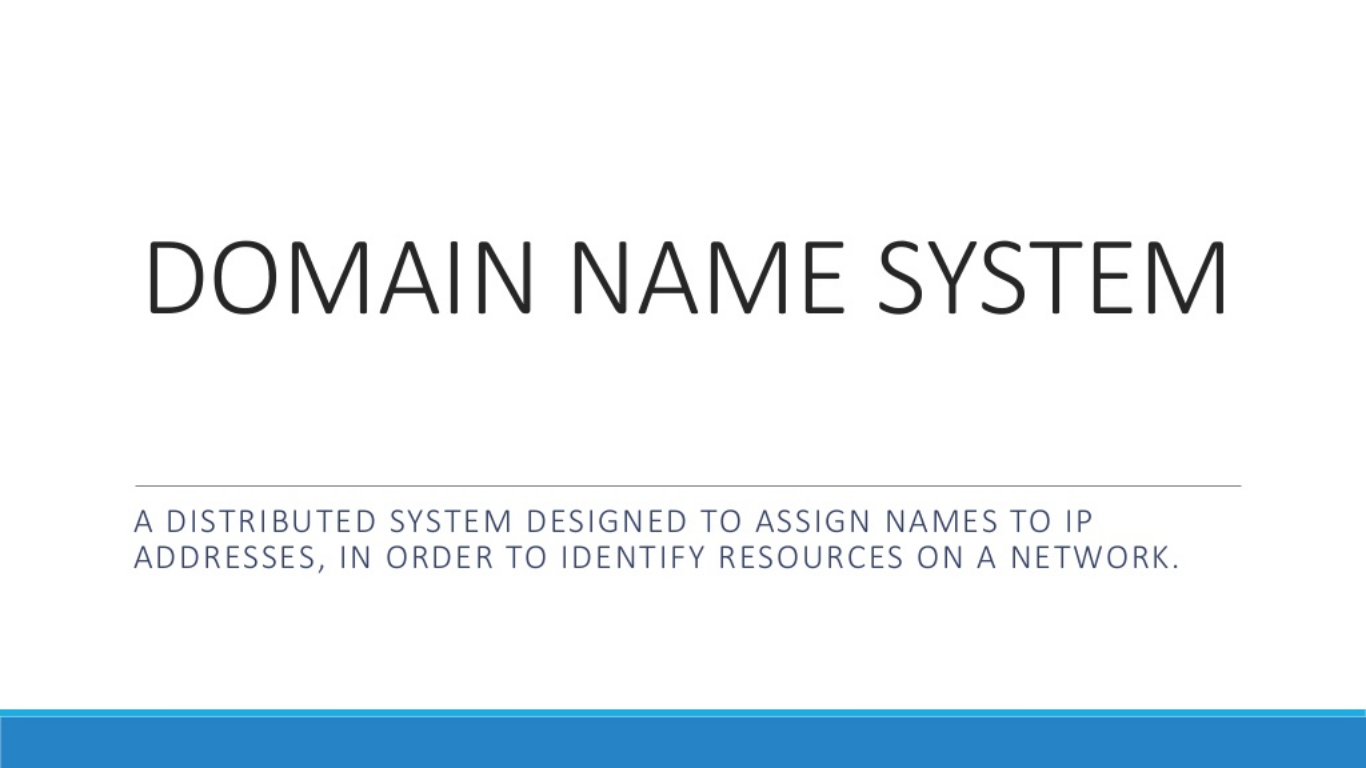 DOMAIN NAME SYSTEM
A DISTRIBUTED SYSTEM DESIGNED TO ASSIGN NAMES TO IP
ADDRESSES, IN ORDER TO IDENTIFY RESOURCES ON A NETWORK.